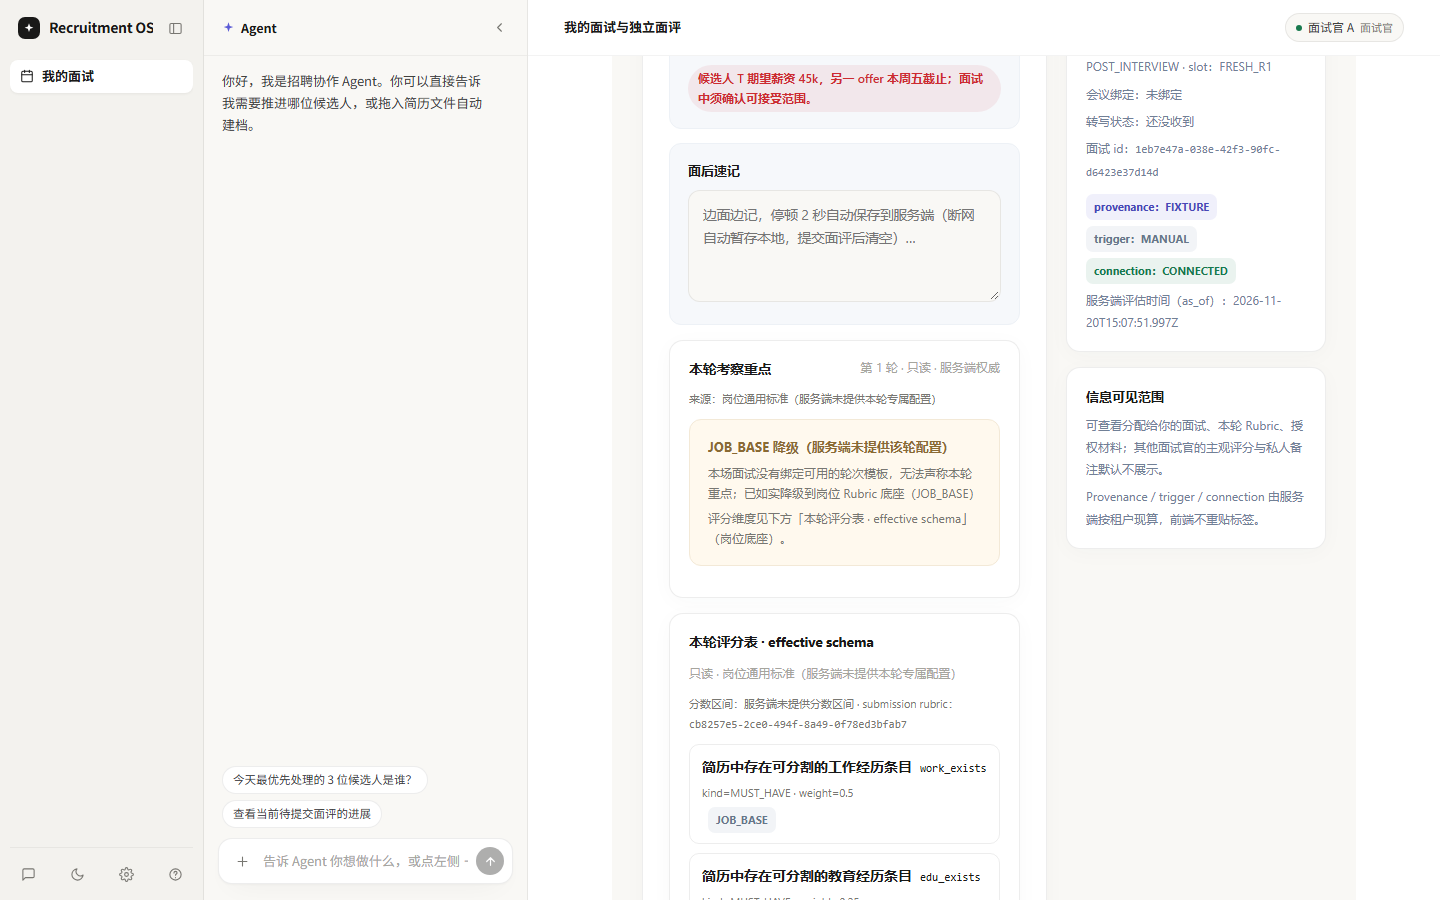 Recruitment OS
我的面试
Agent
你好，我是招聘协作 Agent。你可以直接告诉
我需要推进哪位候选人，或拖入简历文件自动
建档。
今天最优先处理的 3 位候选人是谁？
查看当前待提交面评的进展
告诉 Agent 你想做什么，或点左侧 -
我的面试与独立面评
面试官 A 面试官
候选人 T 期望薪资 45k，另一 offer 本周五截止；面试
中须确认可接受范围。
面后速记
边面边记，停顿 2 秒自动保存到服务端（断网
自动暂存本地，提交面评后清空）...
本轮考察重点
第 1 轮 · 只读 · 服务端权威
来源：岗位通用标准（服务端未提供本轮专属配置）
JOB_BASE 降级（服务端未提供该轮配置）
本场面试没有绑定可用的轮次模板，无法声称本轮
重点；已如实降级到岗位 Rubric 底座（JOB_BASE）
评分维度见下方「本轮评分表 · effective schema」
（岗位底座）。
本轮评分表 · effective schema
只读 · 岗位通用标准（服务端未提供本轮专属配置）
分数区间：服务端未提供分数区间 · submission rubric：
cb8257e5-2ce0-494f-8a49-0f78ed3bfab7
简历中存在可分割的工作经历条目 work_exists
kind=MUST_HAVE · weight=0.5
JOB_BASE
简历中存在可分割的教育经历条目 edu_exists
POST_INTERVIEW · slot：FRESH_R1
会议绑定：未绑定
转写状态：还没收到
面试 id：1eb7e47a-038e-42f3-90fc-
d6423e37d14d
provenance：FIXTURE
trigger：MANUAL
connection：CONNECTED
服务端评估时间（as_of）：2026-11-
20T15:07:51.997Z
信息可见范围
可查看分配给你的面试、本轮 Rubric、授
权材料；其他面试官的主观评分与私人备
注默认不展示。
Provenance / trigger / connection 由服务
端按租户现算，前端不重贴标签。